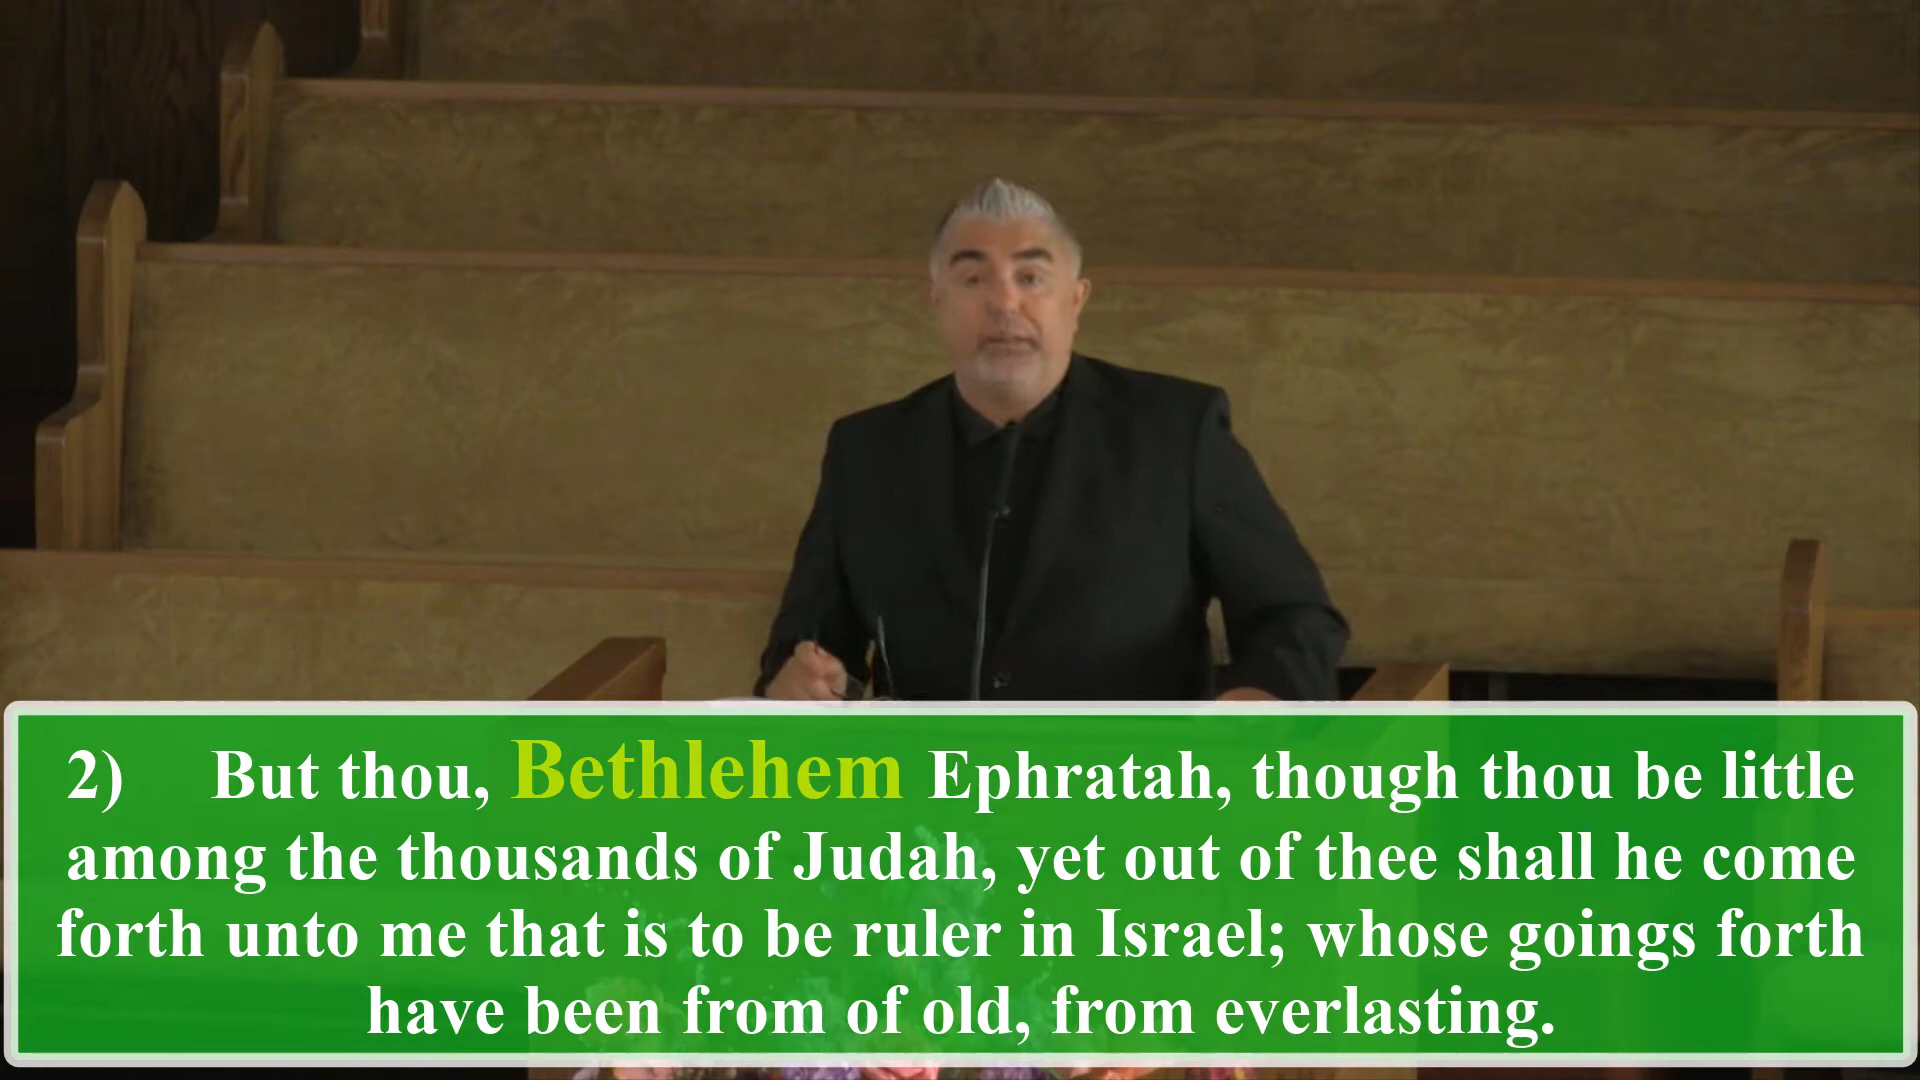 2) But thou, Bethlehem Ephratah, though thou be little
among the thousands of Judah, yet out of thee shall he come
forth unto me that is to be ruler in Israel; whose goings forth
have been from of old, from everlasting.